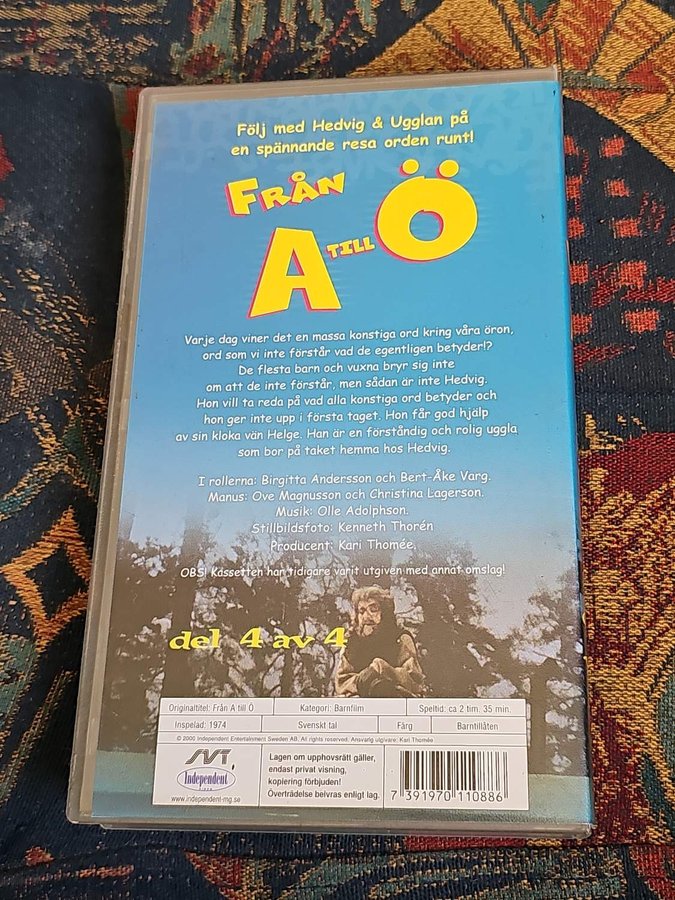 Följ med Hedvig & Ugglan på
en spännande resa orden runt!
FRÅN
A TILL Ö
Varje dag viner det en massa konstiga ord kring våra öron,
ord som vi inte förstår vad de egentligen betyder!?
De flesta barn och vuxna bryr sig inte
om att de inte förstår, men sådan är inte Hedvig.
Hon vill ta reda på vad alla konstiga ord betyder och
hon ger inte upp i första taget. Hon får god hjälp
av sin kloka vän Helge. Han är en förståndig och rolig uggla
som bor på taket hemma hos Hedvig.
I rollerna: Birgitta Andersson och Bert-Åke Varg.
Manus: Ove Magnusson och Christina Lagerson.
Musik: Olle Adolphson.
Stillbildsfoto: Kenneth Thorén
Producent: Kari Thomée.
OBS! Kassetten har tidigare varit utgiven med annat omslag!
del 4 av 4
Originaltitel: Från A till Ö. Kategori: Barnfilm Speltid: ca 2 tim. 35 min.
Inspelad: 1974 Svenskt tal Färg Barntillåten
© 2000 Independent Entertainment Sweden AB. All rights reserved. Ansvarig utgivare: Kari Thomée.
SVT
Independent
VIDEO
www.independent-mg.se
Lagen om upphovsrätt gäller,
endast privat visning,
kopiering förbjuden!
Överträdelse beivras enligt lag.
7 391970 110886